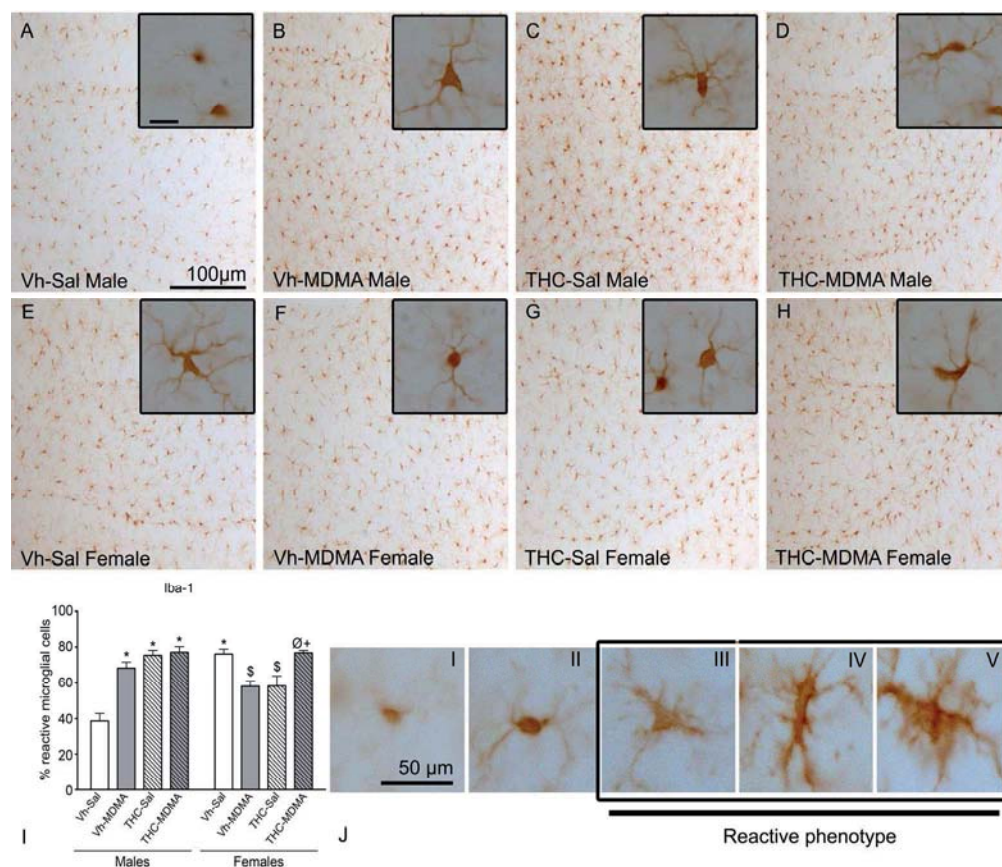 A
B
C
D
Vh-Sal Male
100µm
Vh-MDMA Male
THC-Sal Male
THC-MDMA Male
E
F
G
H
Vh-Sal Female
Vh-MDMA Female
THC-Sal Female
THC-MDMA Female
Iba-1
% reactive microglial cells
100
80
60
40
20
0
*
*
*
*
$
$
Ø+
Vh-Sal
Vh-MDMA
THC-Sal
THC-MDMA
Vh-Sal
Vh-MDMA
THC-Sal
THC-MDMA
Males
Females
I
I
II
III
IV
V
50 µm
J
Reactive phenotype